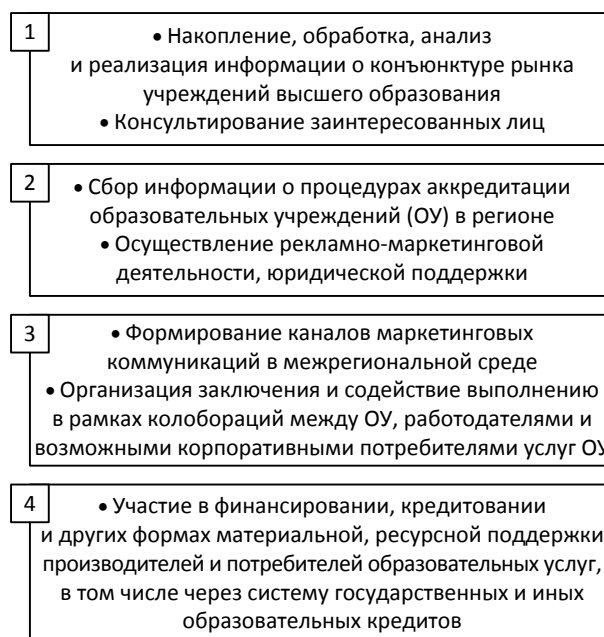 1
• Накопление, обработка, анализ
и реализация информации о конъюнктуре рынка
учреждений высшего образования
• Консультирование заинтересованных лиц
2
• Сбор информации о процедурах аккредитации
образовательных учреждений (ОУ) в регионе
• Осуществление рекламно-маркетинговой
деятельности, юридической поддержки
3
• Формирование каналов маркетинговых
коммуникаций в межрегиональной среде
• Организация заключения и содействие выполнению
в рамках колобораций между ОУ, работодателями и
возможными корпоративными потребителями услуг ОУ
4
• Участие в финансировании, кредитовании
и других формах материальной, ресурсной поддержки
производителей и потребителей образовательных услуг,
в том числе через систему государственных и иных
образовательных кредитов